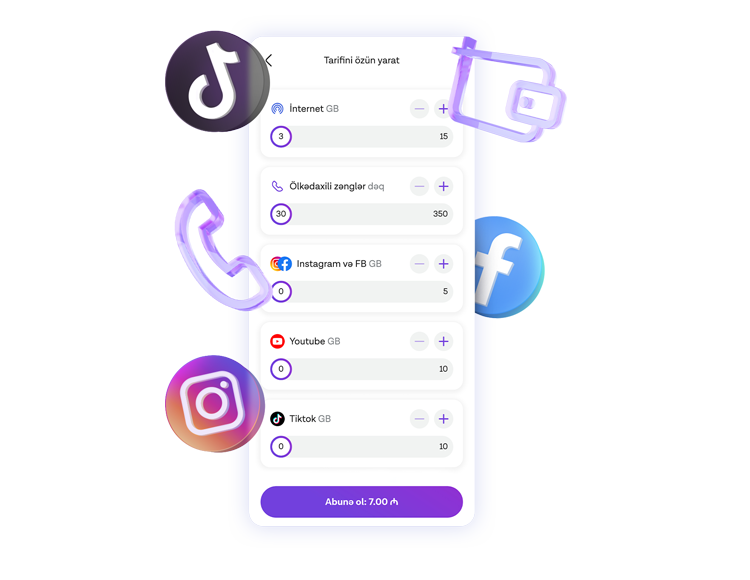 Tarifini özün yarat
İnternet GB
3 15
Ölkədaxili zənglər dəq
30 350
Instagram və FB GB
0 5
Youtube GB
0 10
Tiktok GB
0 10
Abunə ol: 7.00 ₼